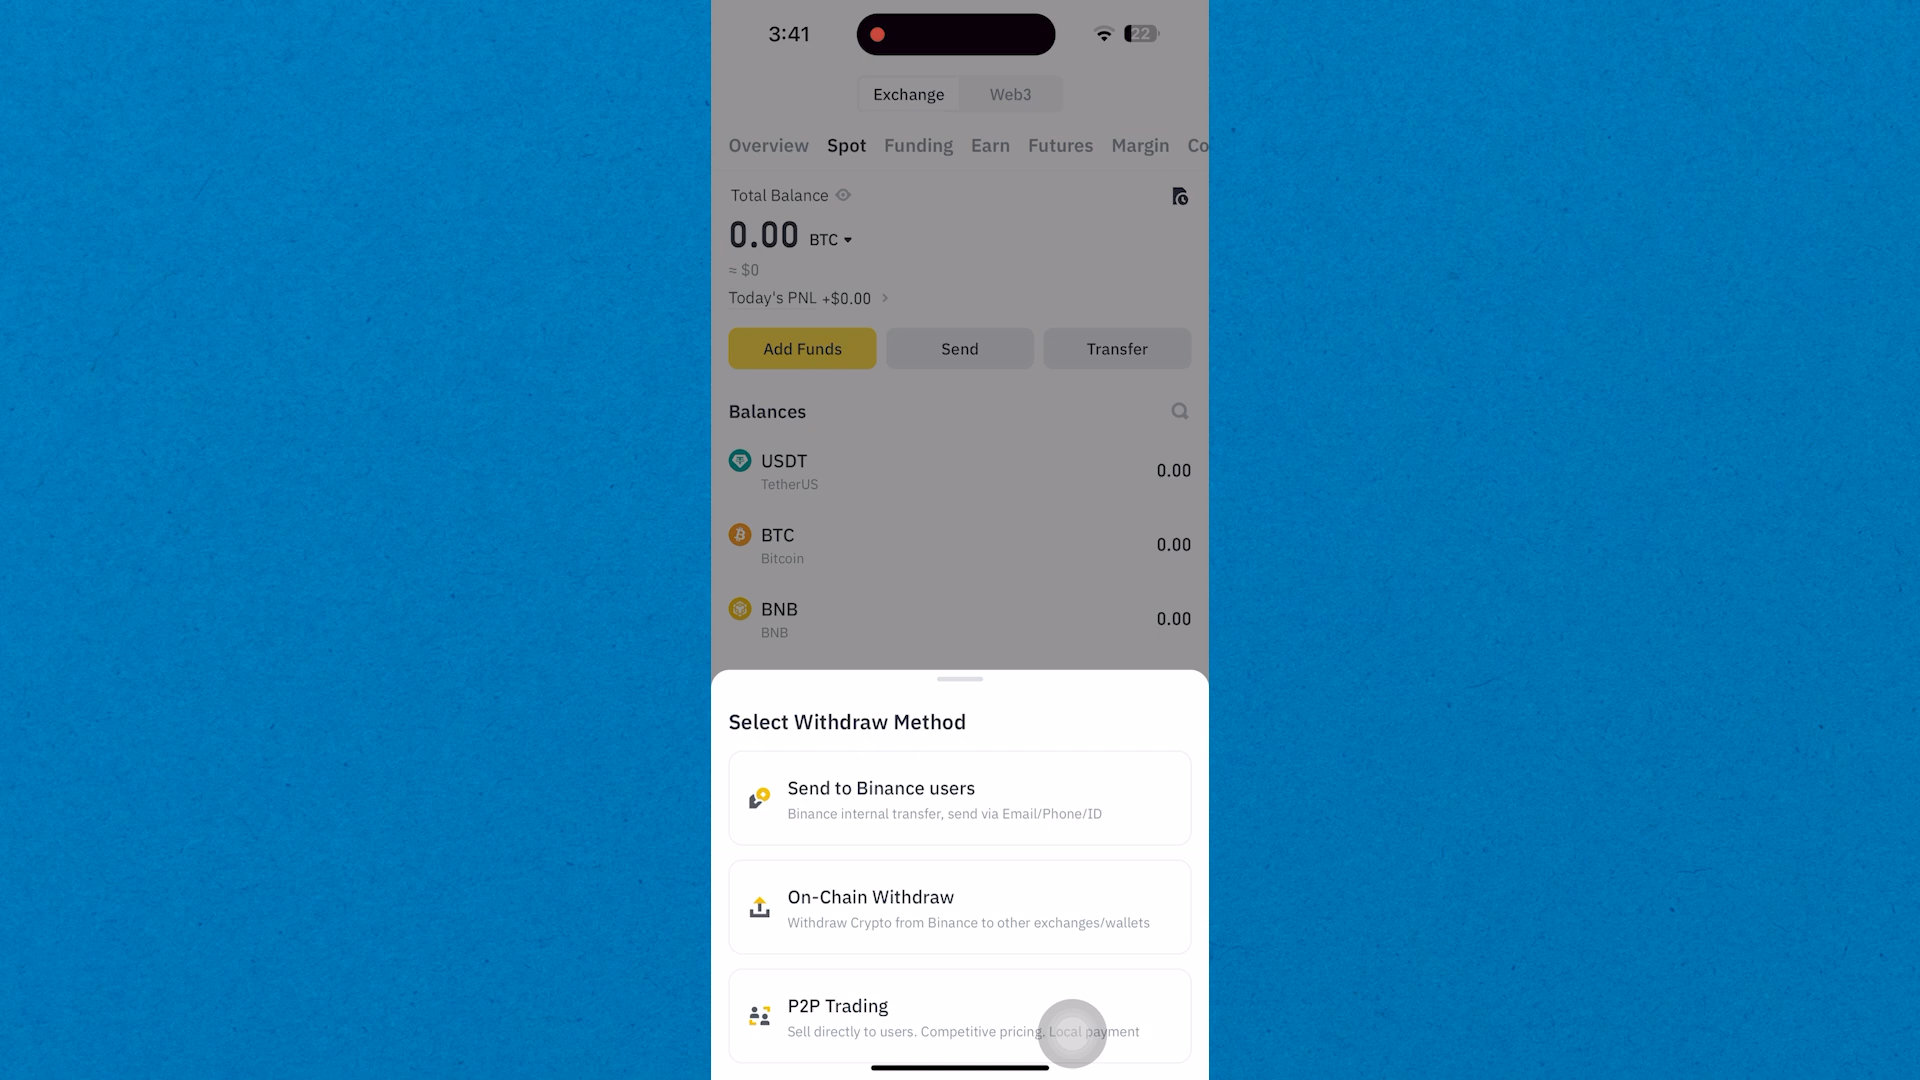 3:41
22
Exchange Web3
Overview Spot Funding Earn Futures Margin Co
Total Balance
0.00 BTC
≈ $0
Today's PNL +$0.00
Add Funds Send Transfer
Balances
USDT
TetherUS
0.00
BTC
Bitcoin
0.00
BNB
BNB
0.00
Select Withdraw Method
Send to Binance users
Binance internal transfer, send via Email/Phone/ID
On-Chain Withdraw
Withdraw Crypto from Binance to other exchanges/wallets
P2P Trading
Sell directly to users. Competitive pricing. Local payment